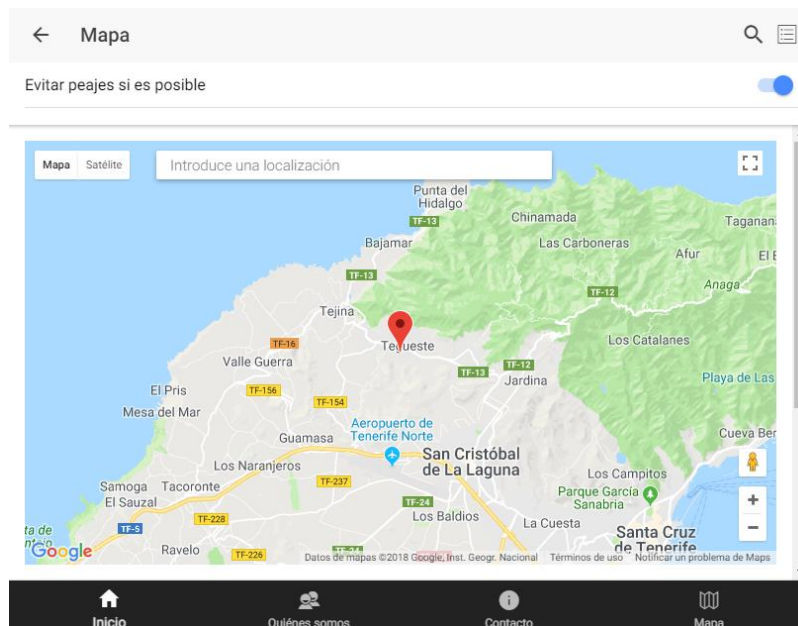 Mapa
Evitar peajes si es posible
Mapa Satélite
Introduce una localización
Punta del
Hidalgo
TF-13
Chinamada
Taganan
Bajamar
Las Carboneras
Afur
El B
TF-13
Anaga
TF-12
Tejina
Tegueste
Los Catalanes
TF-16
Valle Guerra
TF-13
TF-12
Jardina
Playa de Las
El Pris
TF-156
Mesa del Mar
TF-154
Aeropuerto de
Tenerife Norte
Guamasa
Cueva Ber
San Cristóbal
de La Laguna
Los Naranjeros
Los Campitos
Samoga
Tacoronte
TF-237
Parque García
Sanabria
El Sauzal
TF-24
Los Baldios
La Cuesta
TF-228
TF-5
Santa Cruz
de Tenerife
ta de
Google
Ravelo
TF-226
Datos de mapas ©2018 Google, Inst. Geogr. Nacional
Términos de uso
Notificar un problema de Maps
Inicio
Quiénes somos
Contacto
Mapa